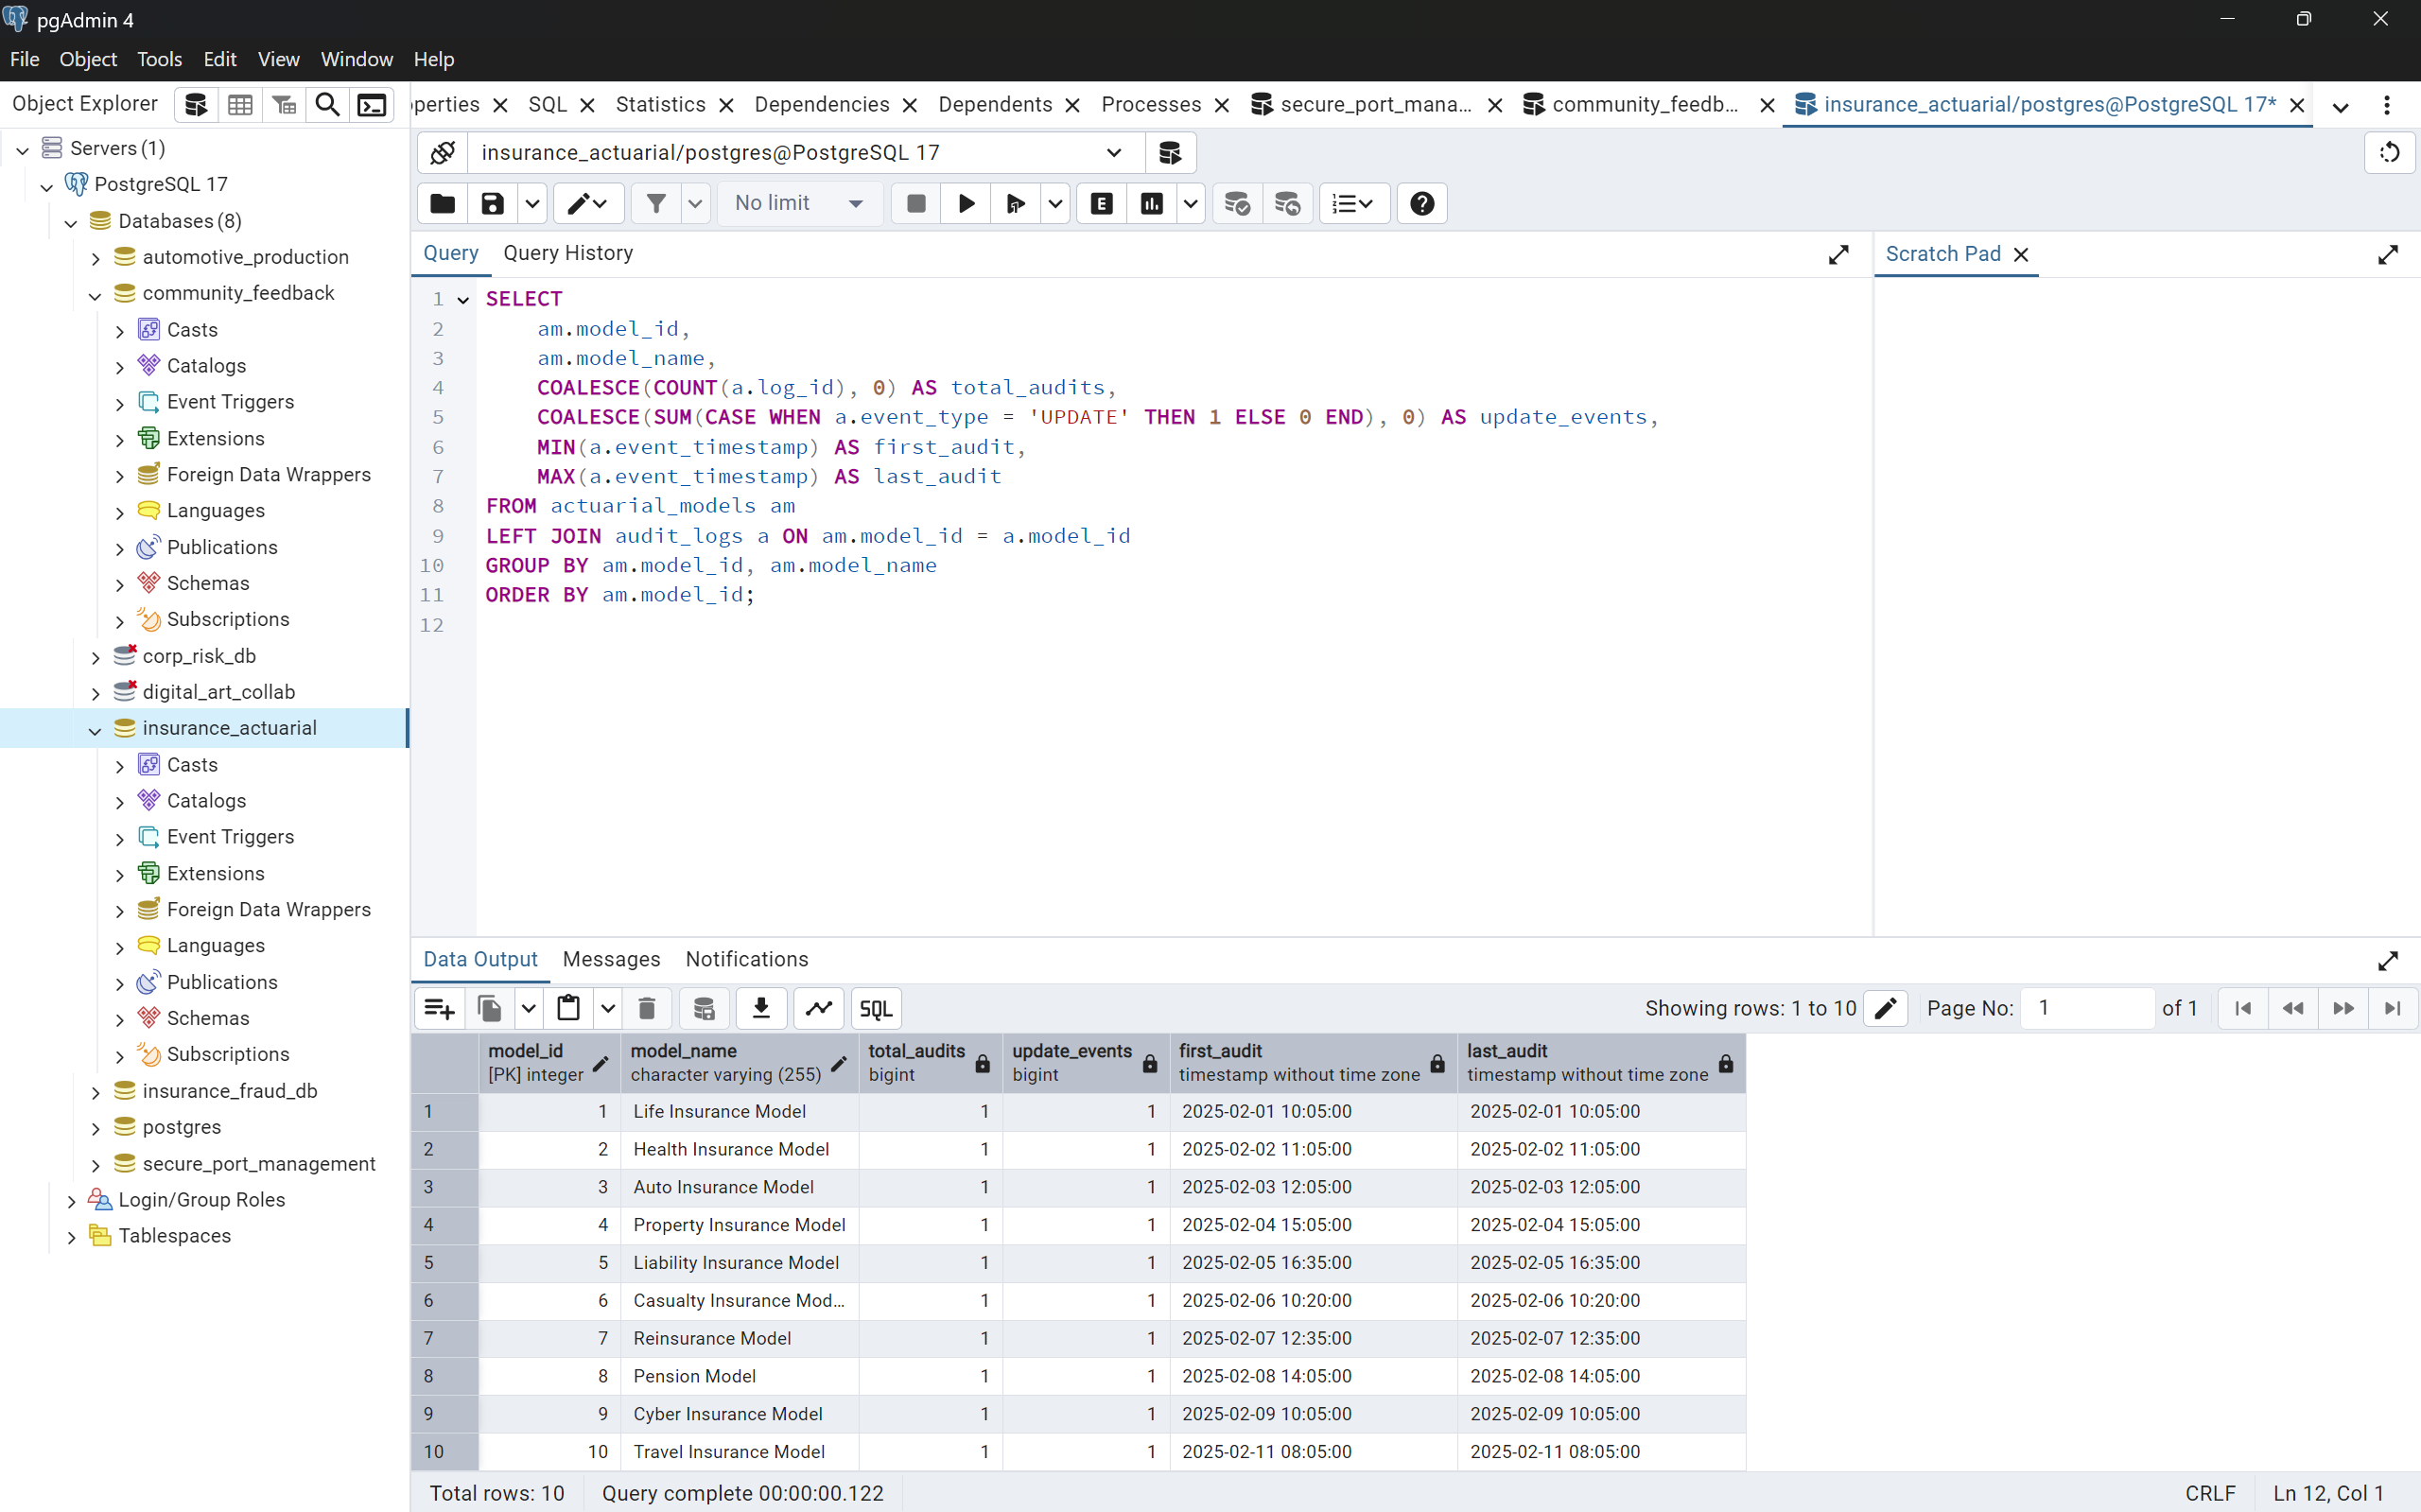 pgAdmin 4
File Object Tools Edit View Window Help
Object Explorer
perties SQL Statistics Dependencies Dependents Processes secure_port_mana... community_feedb... insurance_actuarial/postgres@PostgreSQL 17*
Servers (1)
PostgreSQL 17
Databases (8)
automotive_production
community_feedback
Casts
Catalogs
Event Triggers
Extensions
Foreign Data Wrappers
Languages
Publications
Schemas
Subscriptions
corp_risk_db
digital_art_collab
insurance_actuarial
Casts
Catalogs
Event Triggers
Extensions
Foreign Data Wrappers
Languages
Publications
Schemas
Subscriptions
insurance_fraud_db
postgres
secure_port_management
Login/Group Roles
Tablespaces
insurance_actuarial/postgres@PostgreSQL 17
No limit
E
Query Query History
Scratch Pad
1 SELECT
2 am.model_id,
3 am.model_name,
4 COALESCE(COUNT(a.log_id), 0) AS total_audits,
5 COALESCE(SUM(CASE WHEN a.event_type = 'UPDATE' THEN 1 ELSE 0 END), 0) AS update_events,
6 MIN(a.event_timestamp) AS first_audit,
7 MAX(a.event_timestamp) AS last_audit
8 FROM actuarial_models am
9 LEFT JOIN audit_logs a ON am.model_id = a.model_id
10 GROUP BY am.model_id, am.model_name
11 ORDER BY am.model_id;
12
Data Output Messages Notifications
SQL Showing rows: 1 to 10 Page No: 1 of 1
model_id model_name total_audits update_events first_audit last_audit
[PK] integer character varying (255) bigint bigint timestamp without time zone timestamp without time zone
1 1 Life Insurance Model 1 1 2025-02-01 10:05:00 2025-02-01 10:05:00
2 2 Health Insurance Model 1 1 2025-02-02 11:05:00 2025-02-02 11:05:00
3 3 Auto Insurance Model 1 1 2025-02-03 12:05:00 2025-02-03 12:05:00
4 4 Property Insurance Model 1 1 2025-02-04 15:05:00 2025-02-04 15:05:00
5 5 Liability Insurance Model 1 1 2025-02-05 16:35:00 2025-02-05 16:35:00
6 6 Casualty Insurance Mod... 1 1 2025-02-06 10:20:00 2025-02-06 10:20:00
7 7 Reinsurance Model 1 1 2025-02-07 12:35:00 2025-02-07 12:35:00
8 8 Pension Model 1 1 2025-02-08 14:05:00 2025-02-08 14:05:00
9 9 Cyber Insurance Model 1 1 2025-02-09 10:05:00 2025-02-09 10:05:00
10 10 Travel Insurance Model 1 1 2025-02-11 08:05:00 2025-02-11 08:05:00
Total rows: 10 Query complete 00:00:00.122 CRLF Ln 12, Col 1